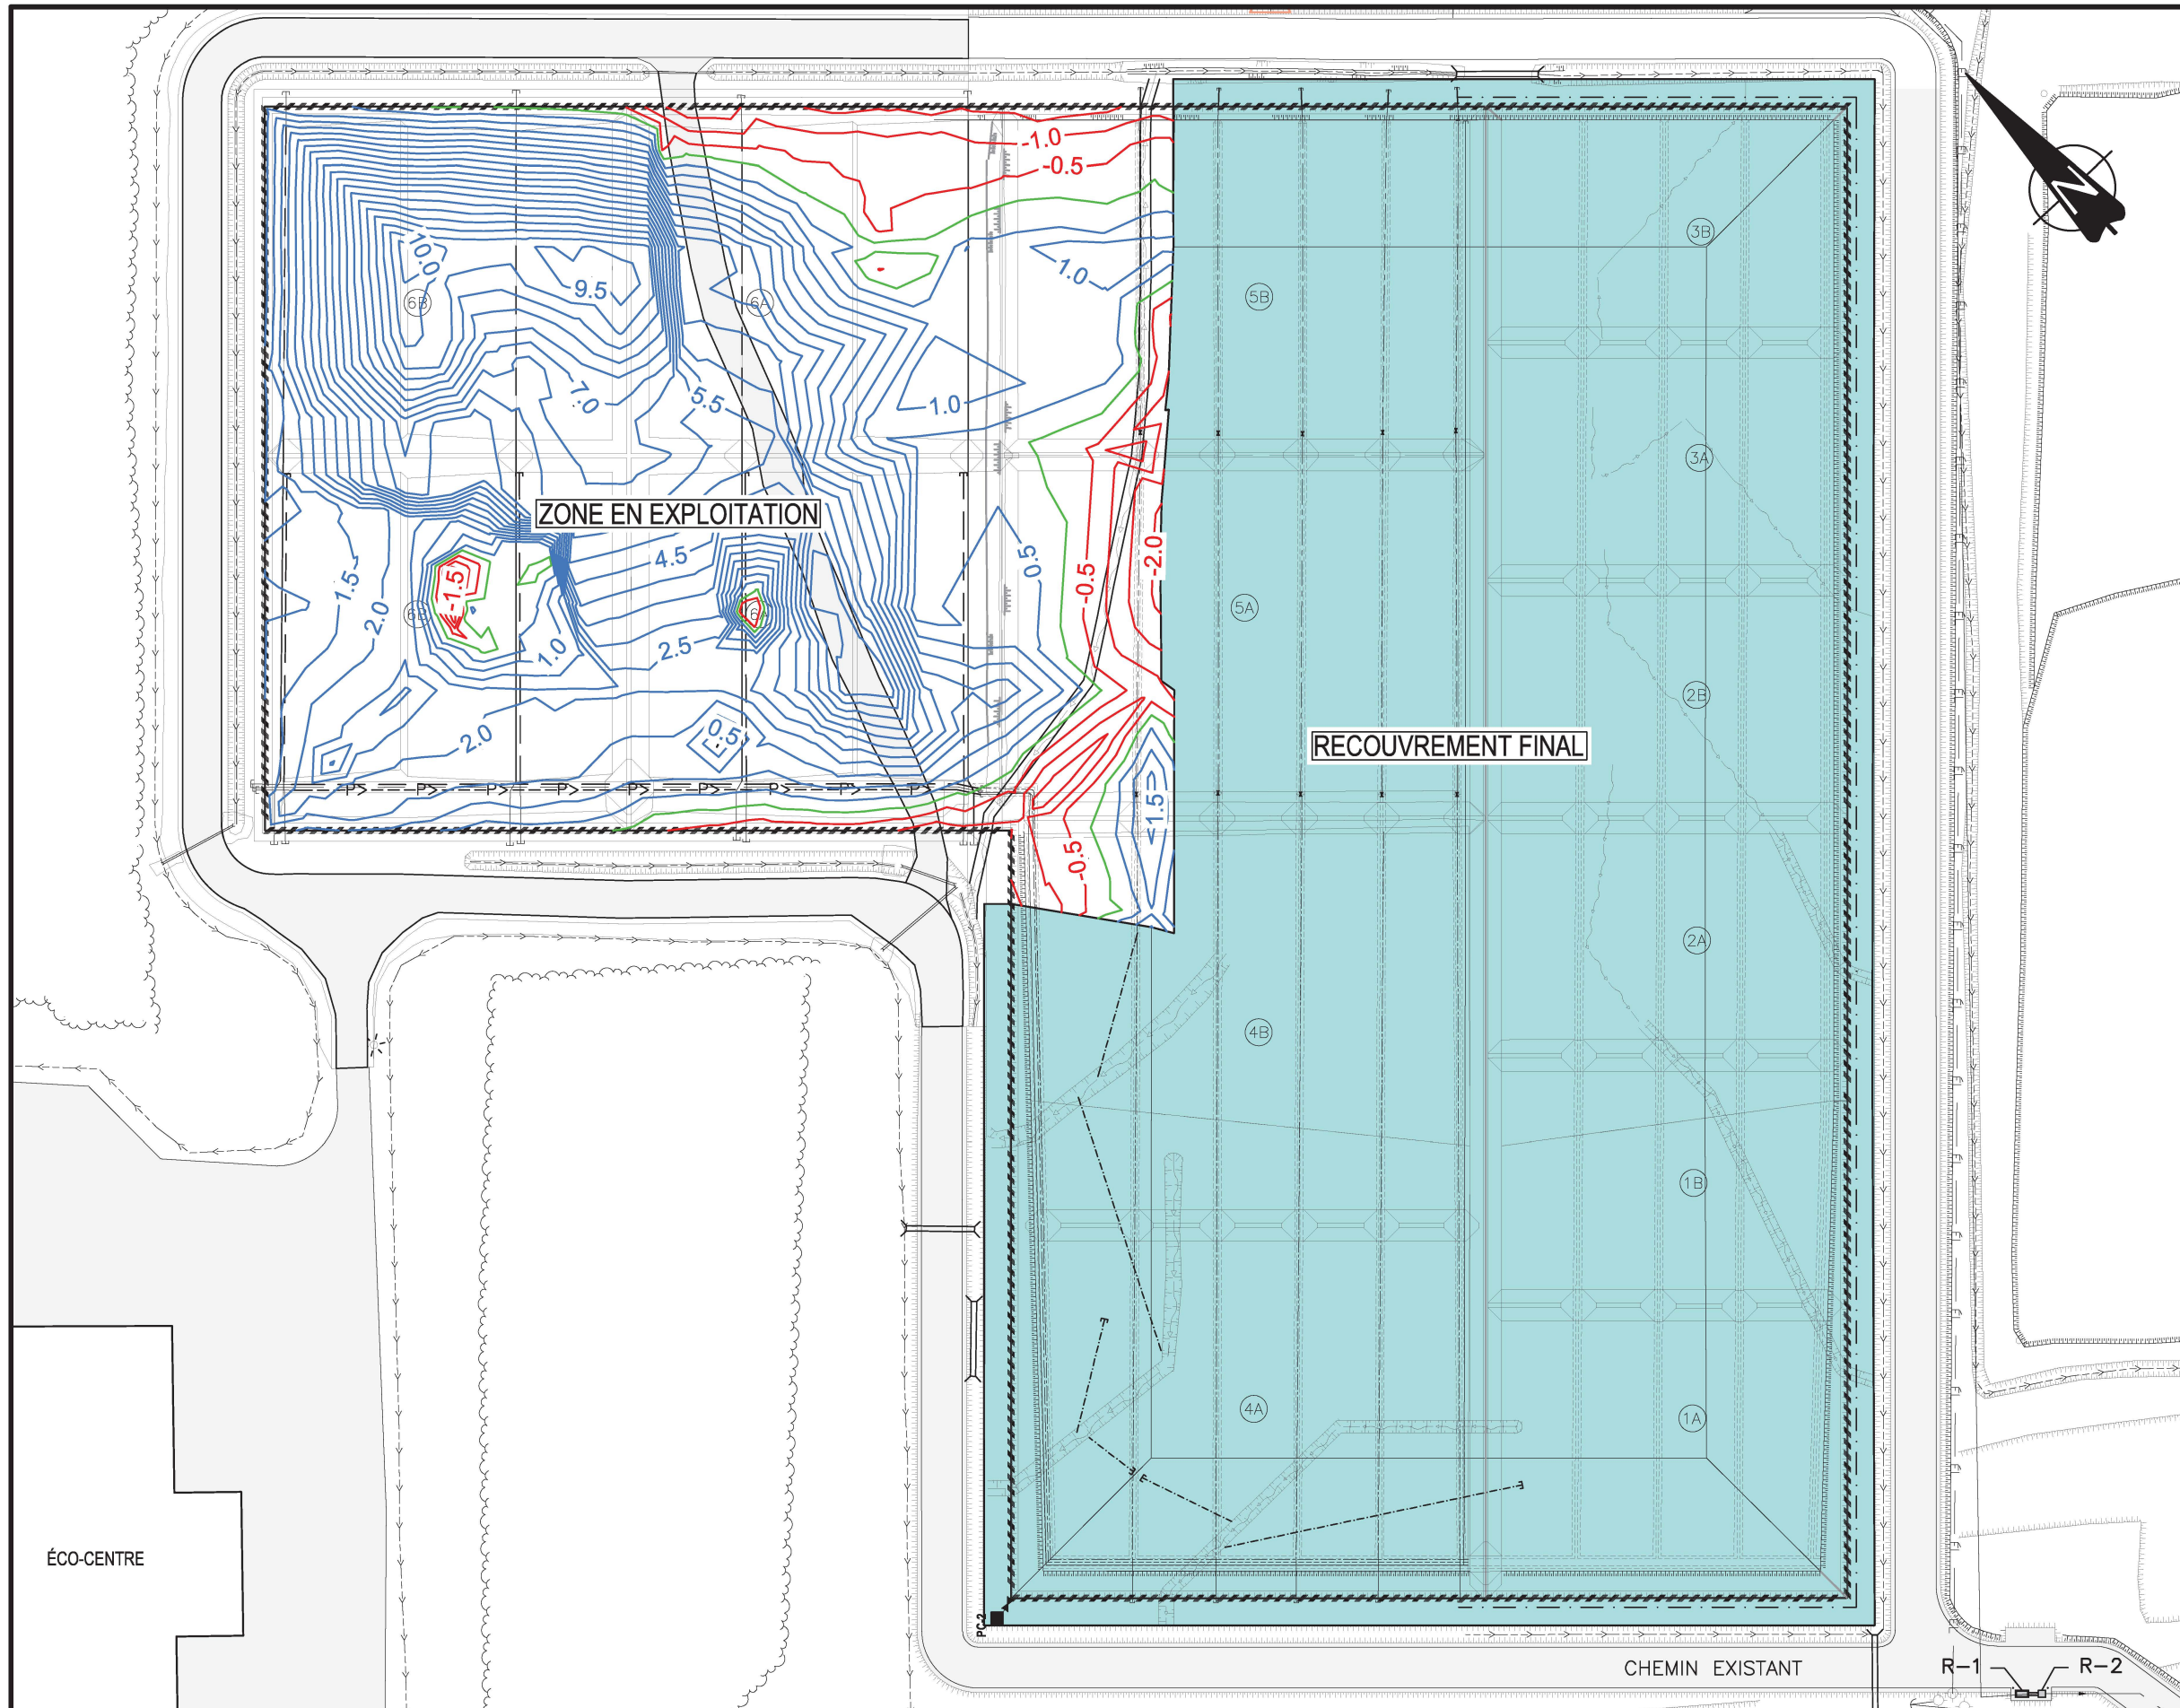 -1.0
-0.5
N
3B
10.0
1.0
6B
9.5
6A
5B
7.0
5.5
1.0
3A
ZONE EN EXPLOITATION
4.5
0.5
-2.0
1.5
-1.5
-0.5
2.0
6B
6A
5A
1.0
2.5
2B
2.0
0.5
RECOUVREMENT FINAL
P> P> P> P> P> P> P> P> P>
<1.5
-0.5
2A
4B
1B
4A
1A
ÉCO-CENTRE
PC-2
CHEMIN EXISTANT
R-1
R-2